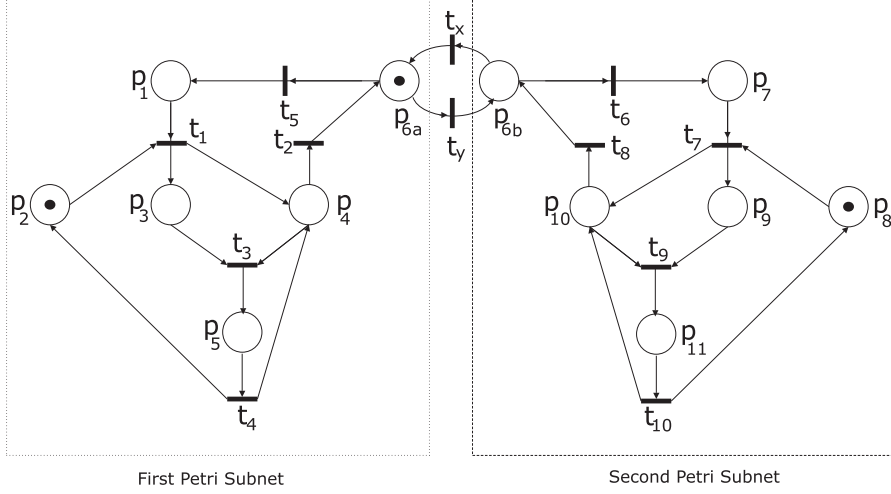 tx
p1
t5
p6a
p6b
t6
p7
t1
t2
ty
t8
t7
p2
p3
p4
p10
p9
p8
t3
t9
p5
p11
t4
t10
First Petri Subnet
Second Petri Subnet